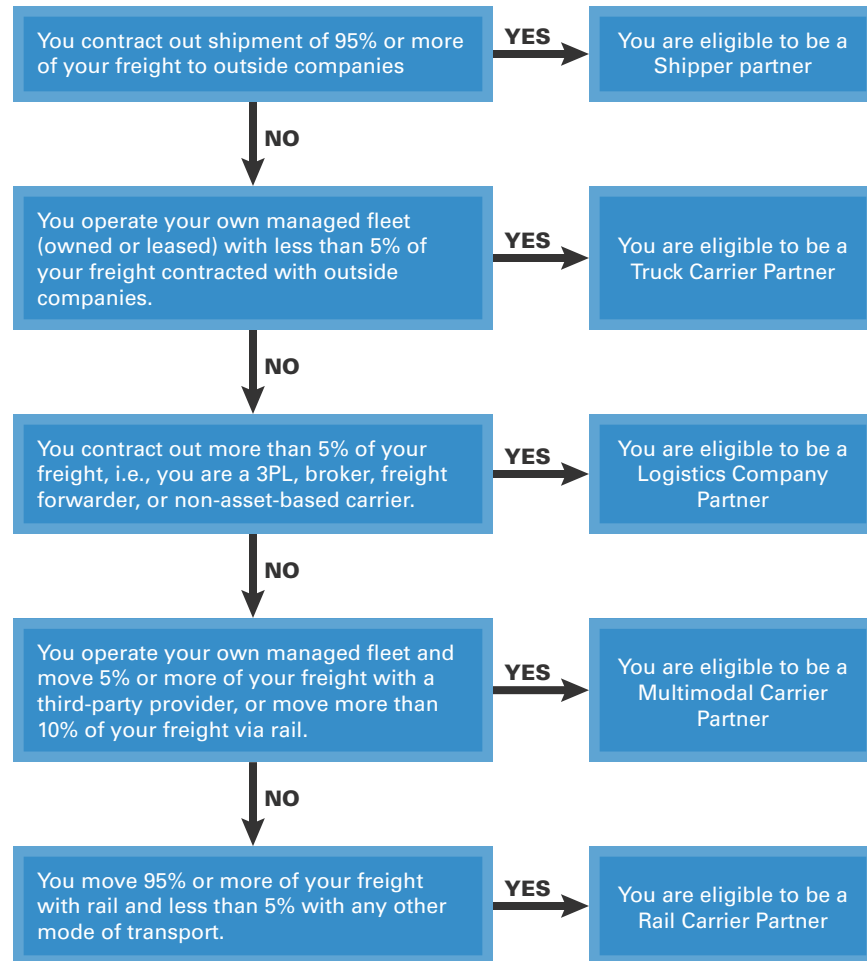 You contract out shipment of 95% or more
of your freight to outside companies
YES
You are eligible to be a
Shipper partner
NO
You operate your own managed fleet
(owned or leased) with less than 5% of
your freight contracted with outside
companies.
YES
You are eligible to be a
Truck Carrier Partner
NO
You contract out more than 5% of your
freight, i.e., you are a 3PL, broker, freight
forwarder, or non-asset-based carrier.
YES
You are eligible to be a
Logistics Company
Partner
NO
You operate your own managed fleet and
move 5% or more of your freight with a
third-party provider, or move more than
10% of your freight via rail.
YES
You are eligible to be a
Multimodal Carrier
Partner
NO
You move 95% or more of your freight
with rail and less than 5% with any other
mode of transport.
YES
You are eligible to be a
Rail Carrier Partner